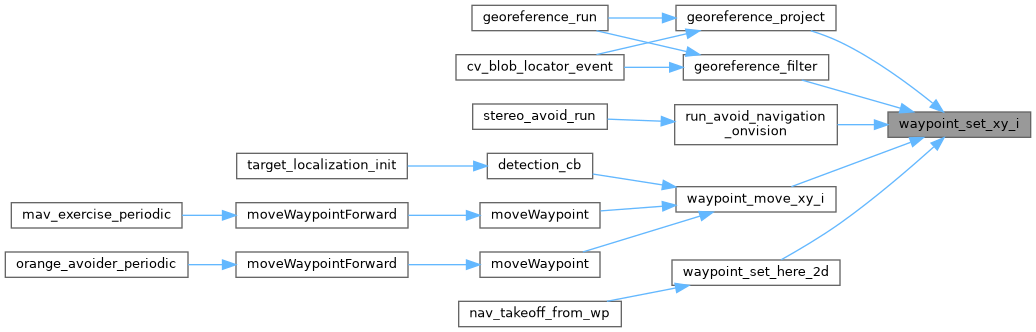 georeference_run
georeference_project
cv_blob_locator_event
georeference_filter
stereo_avoid_run
run_avoid_navigation
_onvision
waypoint_set_xy_i
target_localization_init
detection_cb
mav_exercise_periodic
moveWaypointForward
moveWaypoint
waypoint_move_xy_i
orange_avoider_periodic
moveWaypointForward
moveWaypoint
waypoint_set_here_2d
nav_takeoff_from_wp